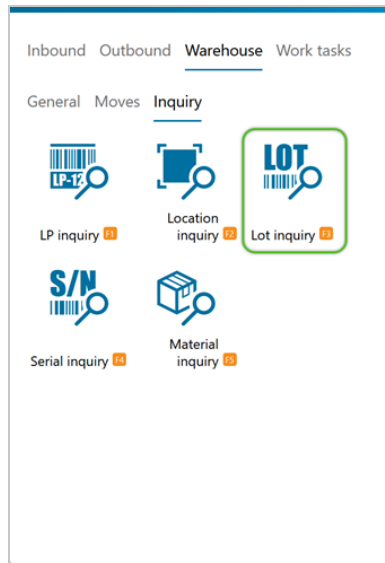 Inbound Outbound Warehouse Work tasks
General Moves Inquiry
LP-12
LOT
LP inquiry F1
Location
inquiry F2
Lot inquiry F3
S/N
Serial inquiry F4
Material
inquiry F5